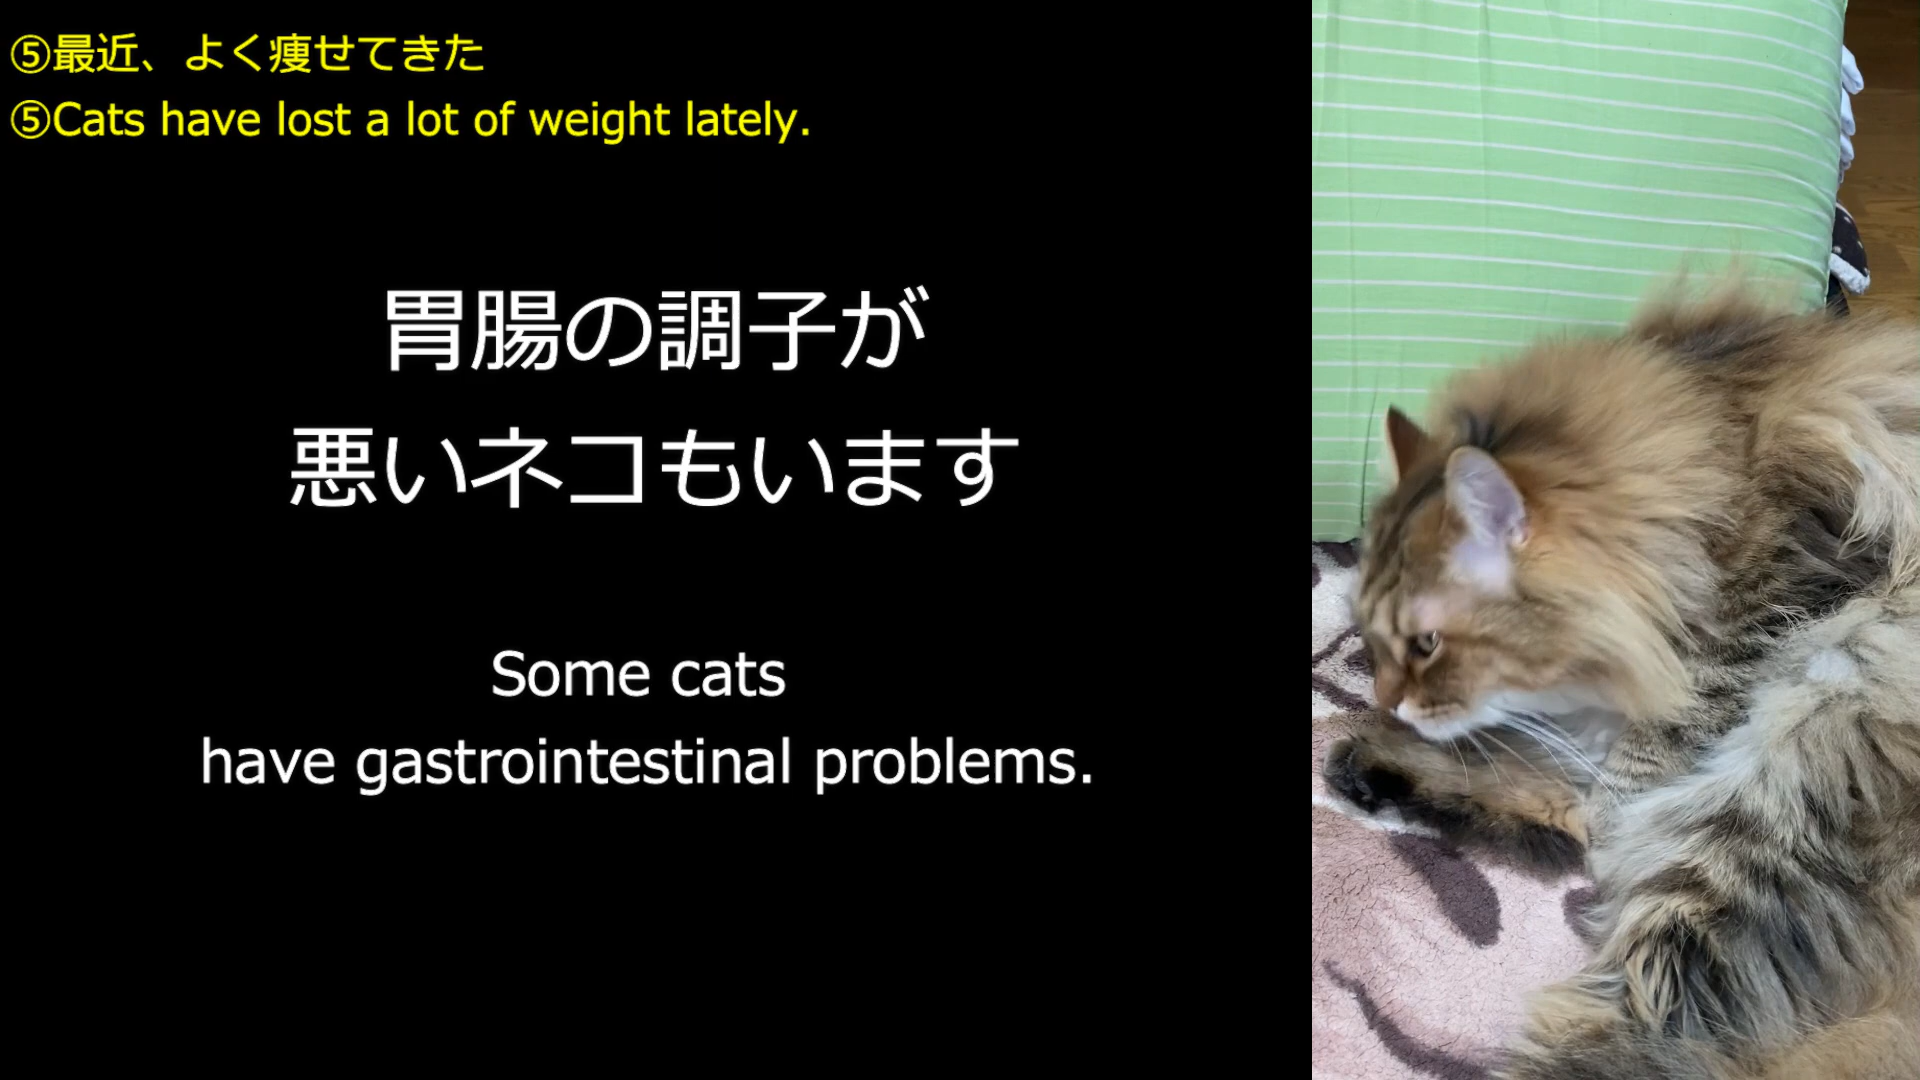 ⑤最近、よく痩せてきた
⑤Cats have lost a lot of weight lately.
胃腸の調子が
悪いネコもいます
Some cats
have gastrointestinal problems.